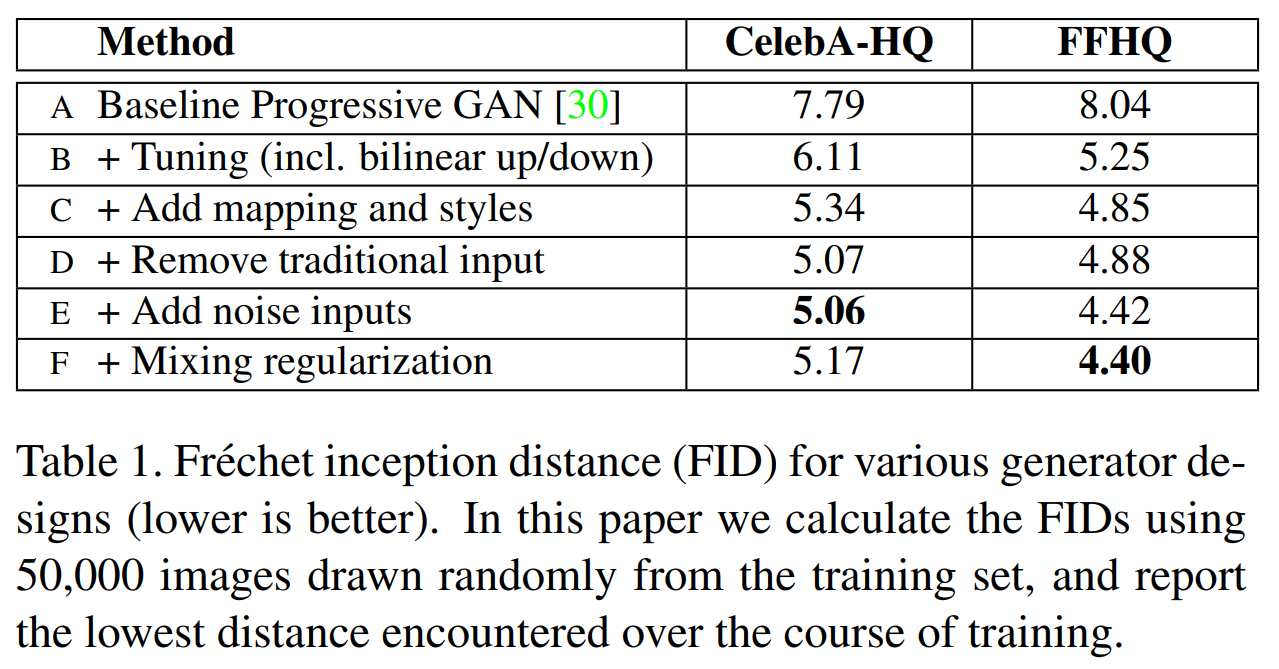 Method CelebA-HQ FFHQ
A Baseline Progressive GAN [30] 7.79 8.04
B + Tuning (incl. bilinear up/down) 6.11 5.25
C + Add mapping and styles 5.34 4.85
D + Remove traditional input 5.07 4.88
E + Add noise inputs 5.06 4.42
F + Mixing regularization 5.17 4.40
Table 1. Fréchet inception distance (FID) for various generator de-
signs (lower is better). In this paper we calculate the FIDs using
50,000 images drawn randomly from the training set, and report
the lowest distance encountered over the course of training.